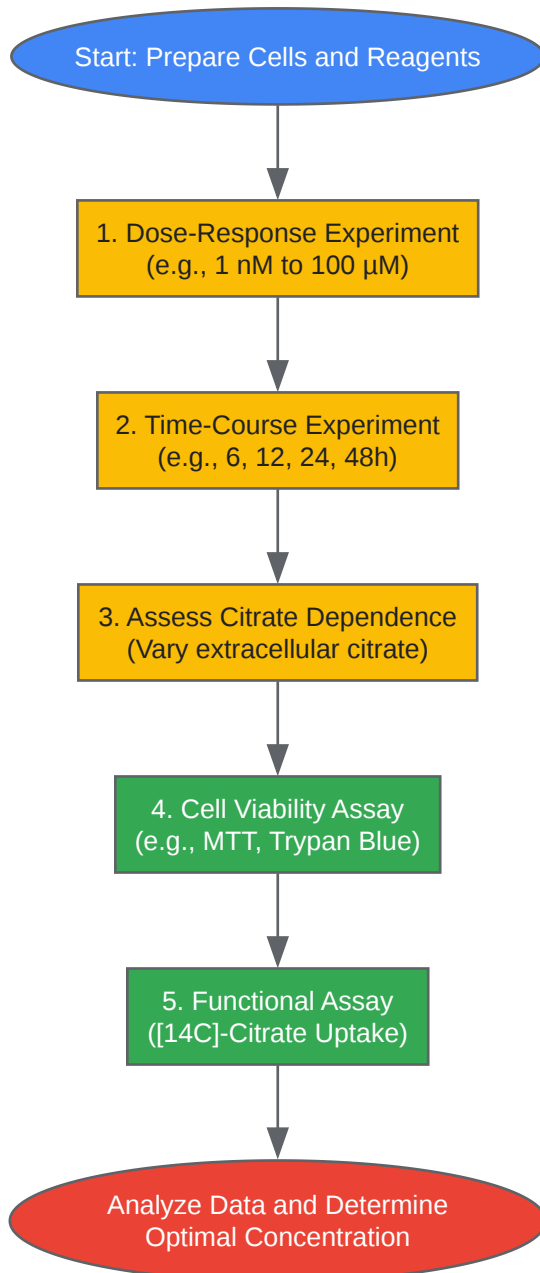 Start: Prepare Cells and Reagents
1. Dose-Response Experiment
(e.g., 1 nM to 100 µM)
2. Time-Course Experiment
(e.g., 6, 12, 24, 48h)
3. Assess Citrate Dependence
(Vary extracellular citrate)
4. Cell Viability Assay
(e.g., MTT, Trypan Blue)
5. Functional Assay
([14C]-Citrate Uptake)
Analyze Data and Determine
Optimal Concentration